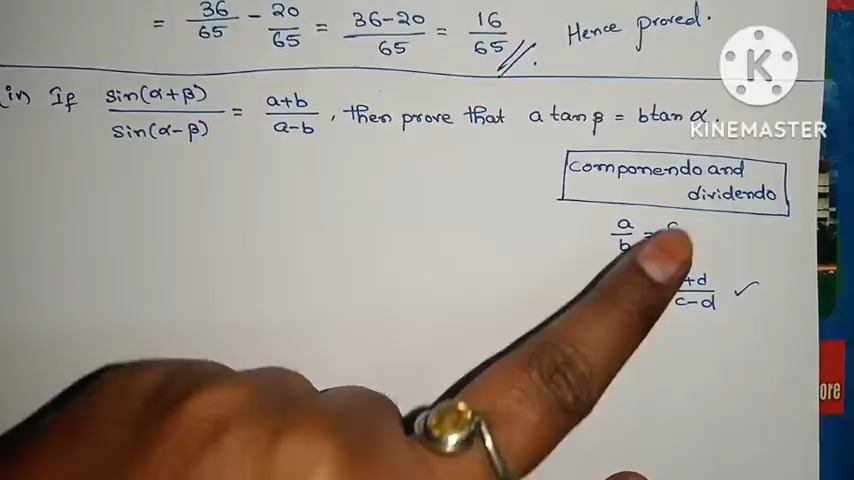 = 36/65 - 20/65 = 36-20/65 = 16/65 // . Hence proved.
If sin(α+β)/sin(α-β) = a+b/a-b , then prove that a tan β = b tan α.
KINEMASTER
componendo and
dividendo
a/b =
+d/c-d ✓
ore